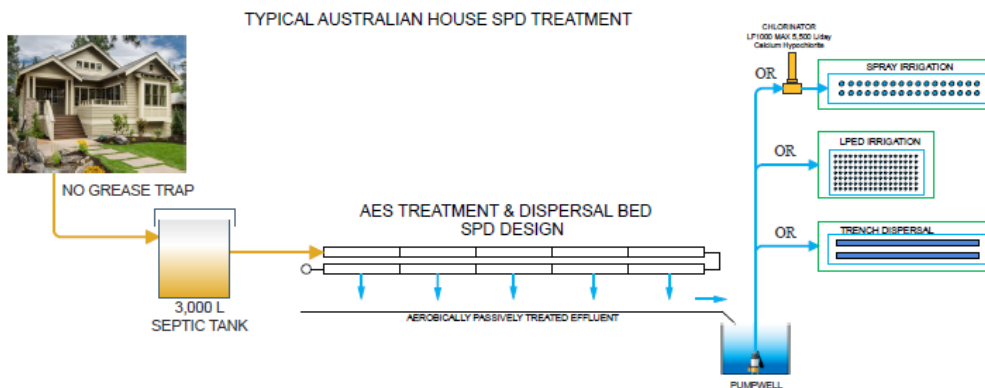 TYPICAL AUSTRALIAN HOUSE SPD TREATMENT
CHLORINATOR
LF1000 MAX 5,500 L/day
Calcium Hypochlorite
OR
SPRAY IRRIGATION
OR
LPED IRRIGATION
NO GREASE TRAP
AES TREATMENT & DISPERSAL BED
SPD DESIGN
OR
TRENCH DISPERSAL
3,000 L
SEPTIC TANK
AEROBICALLY PASSIVELY TREATED EFFLUENT
PUMPWELL